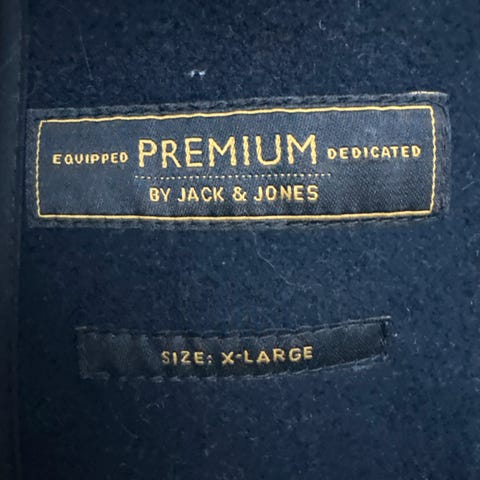 EQUIPPED PREMIUM DEDICATED
BY JACK & JONES
SIZE: X-LARGE